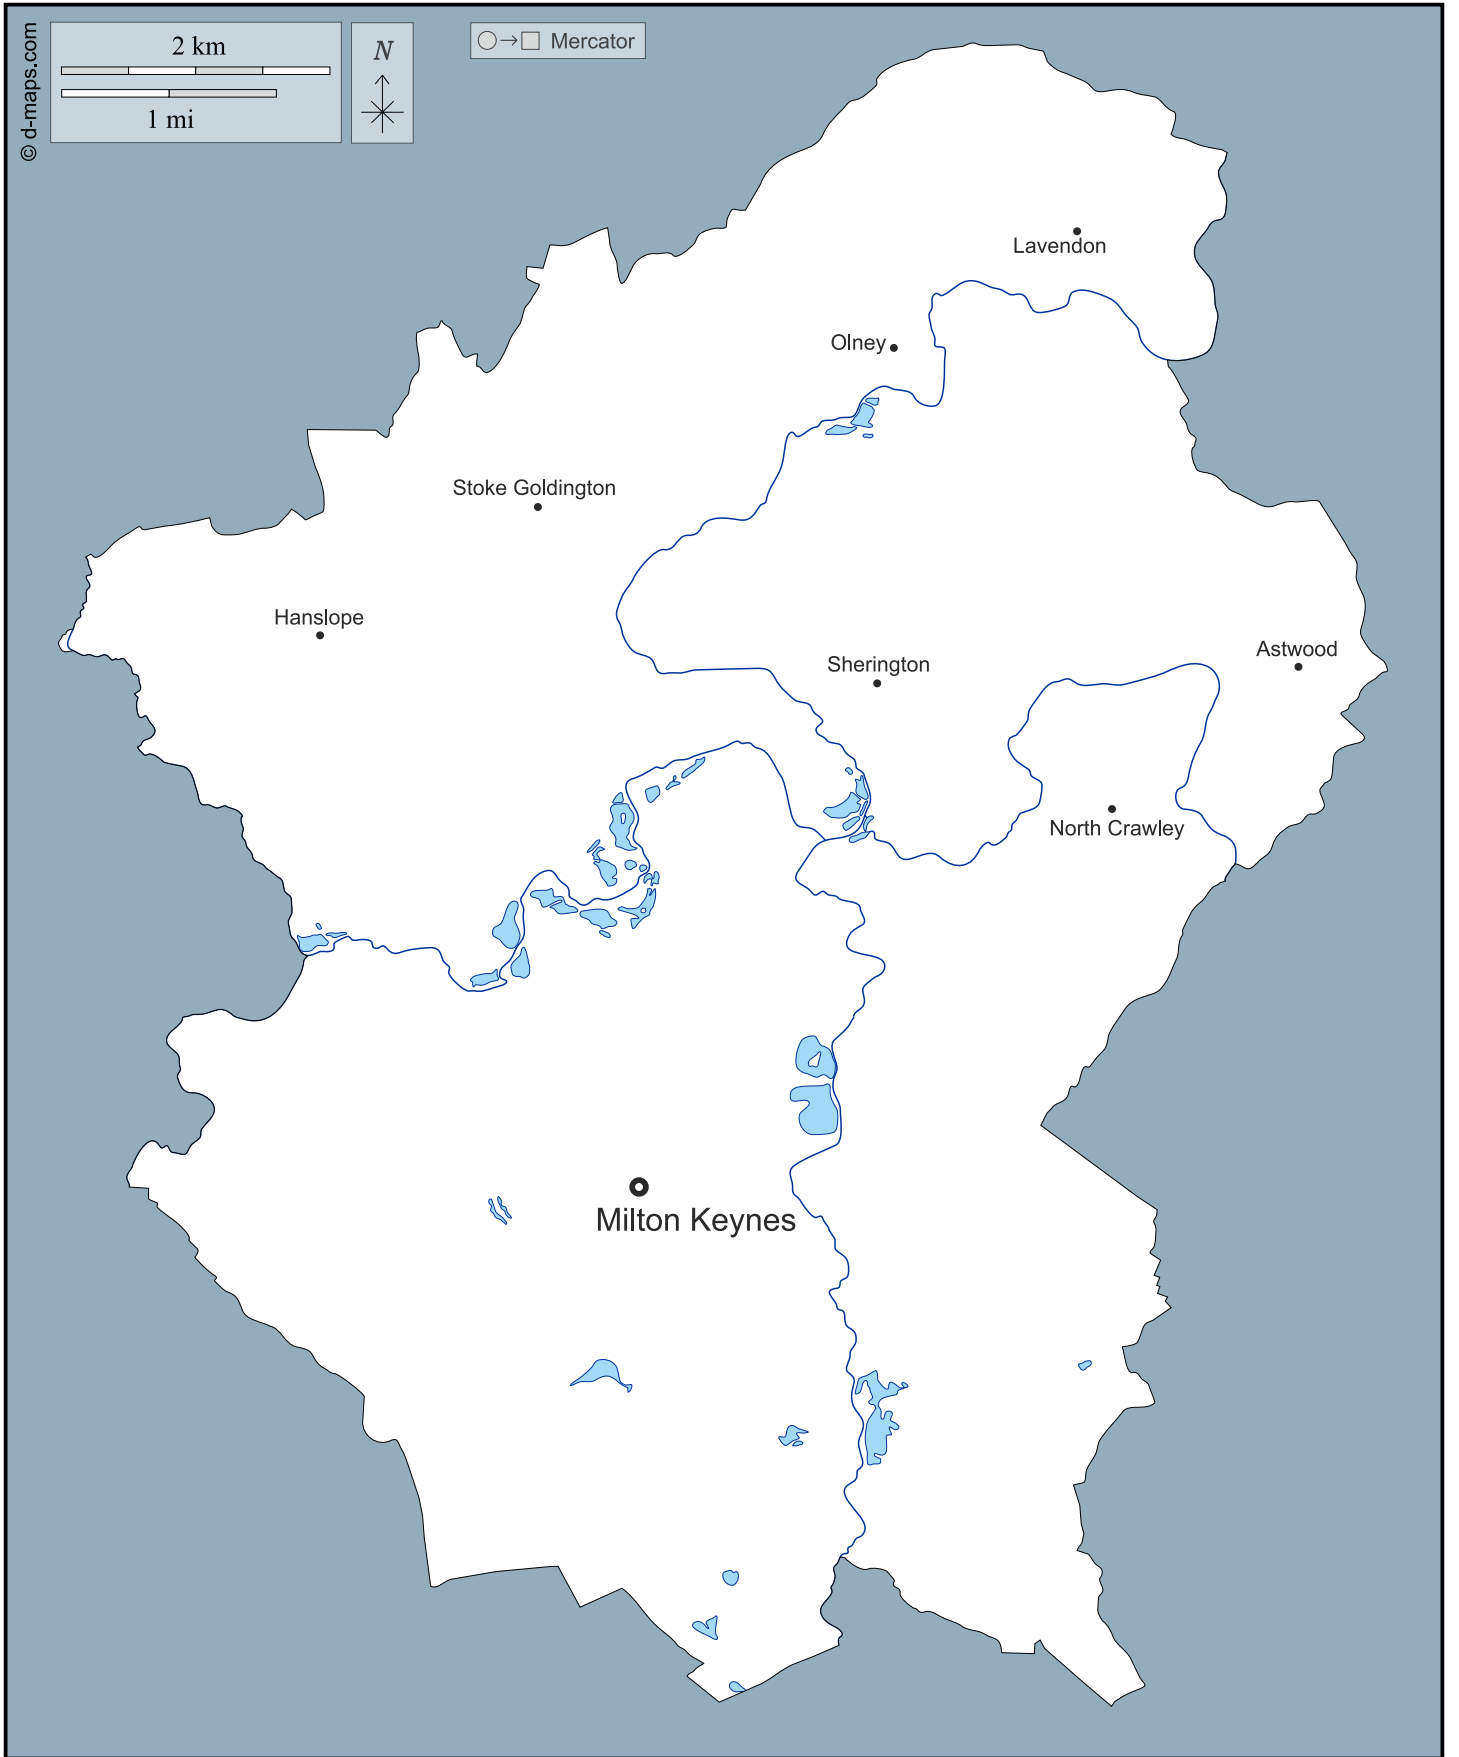 © d-maps.com
2 km
1 mi
N
Mercator
Lavendon
Olney
Stoke Goldington
Hanslope
Sherington
Astwood
North Crawley
Milton Keynes